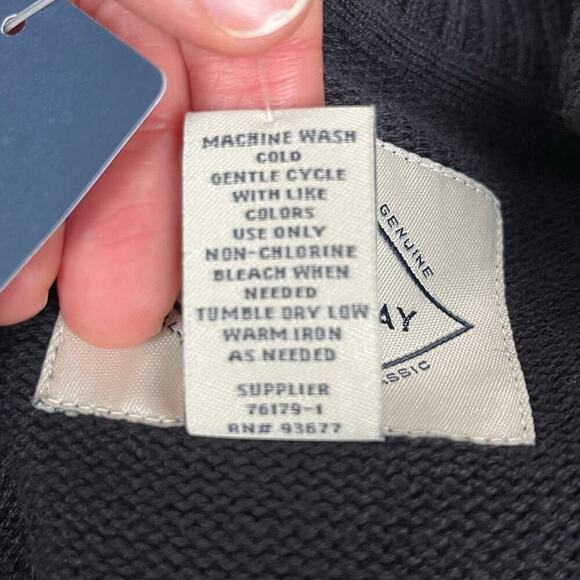 MACHINE WASH
COLD
GENTLE CYCLE
WITH LIKE
COLORS
USE ONLY
NON-CHLORINE
BLEACH WHEN
NEEDED
TUMBLE DRY LOW
WARM IRON
AS NEEDED
SUPPLIER
76179-1
RN# 93677
GENUINE
AY
ASSIC